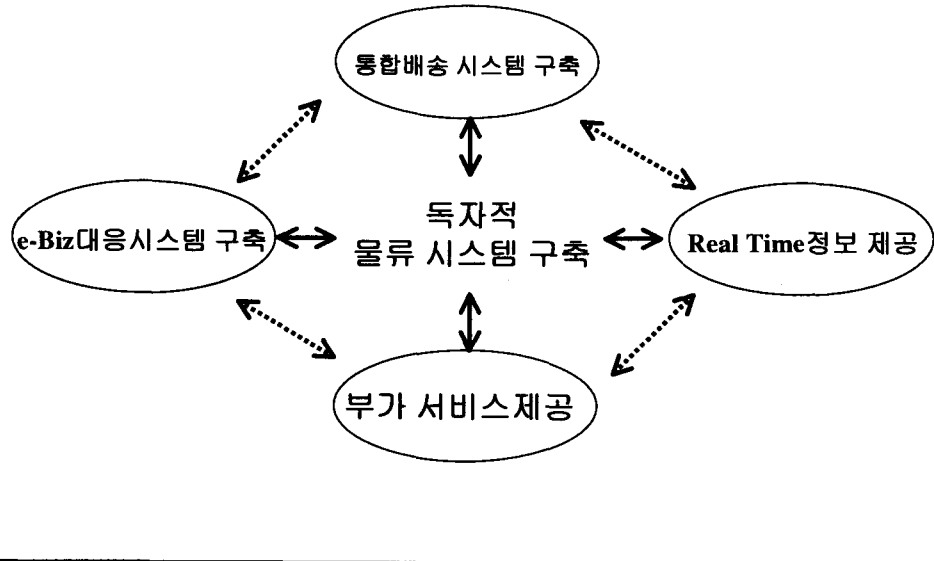 통합배송 시스템 구축
독자적
물류 시스템 구축
e-Biz대응시스템 구축
Real Time정보 제공
부가 서비스제공